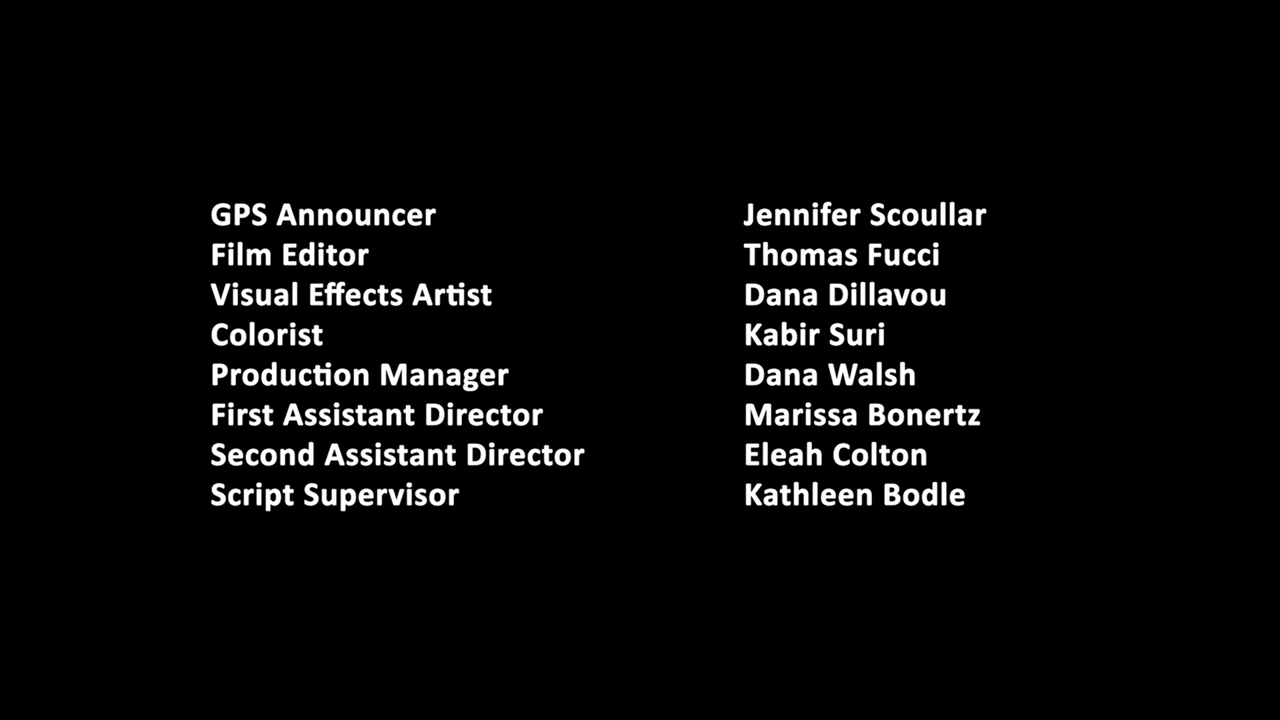 GPS Announcer Jennifer Scoullar
Film Editor Thomas Fucci
Visual Effects Artist Dana Dillavou
Colorist Kabir Suri
Production Manager Dana Walsh
First Assistant Director Marissa Bonertz
Second Assistant Director Eleah Colton
Script Supervisor Kathleen Bodle